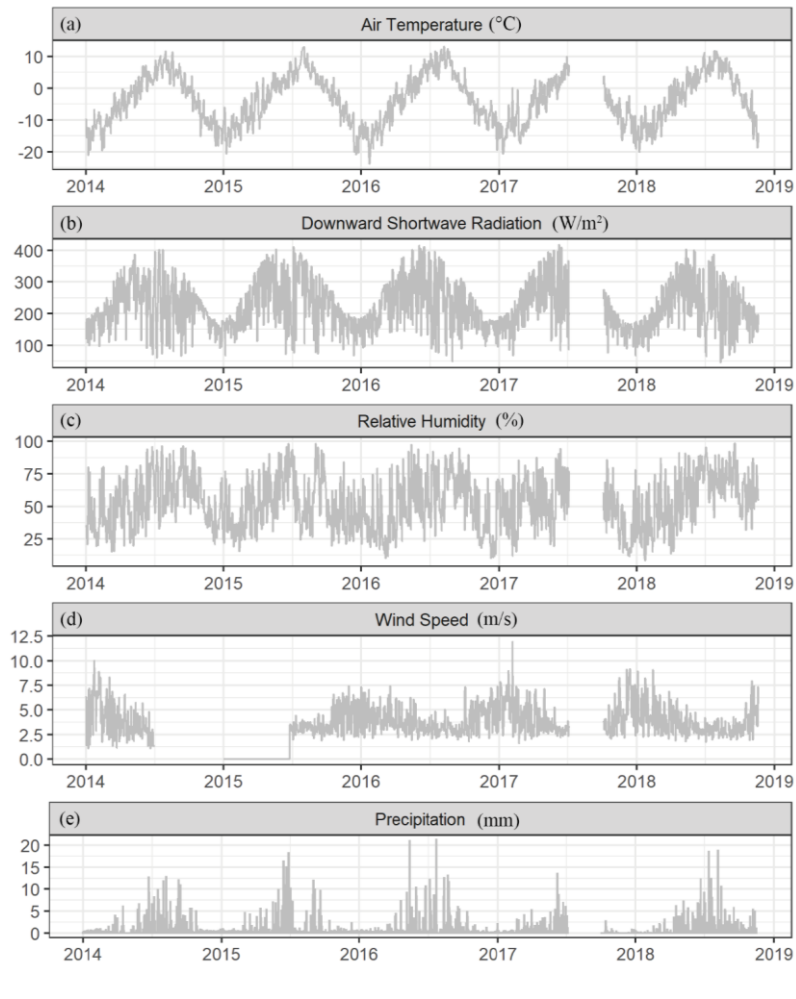 (a) Air Temperature (°C)
10
0
-10
-20
2014 2015 2016 2017 2018 2019
(b) Downward Shortwave Radiation (W/m²)
400
300
200
100
2014 2015 2016 2017 2018 2019
(c) Relative Humidity (%)
100
75
50
25
2014 2015 2016 2017 2018 2019
(d) Wind Speed (m/s)
12.5
10.0
7.5
5.0
2.5
0.0
2014 2015 2016 2017 2018 2019
(e) Precipitation (mm)
20
15
10
5
0
2014 2015 2016 2017 2018 2019